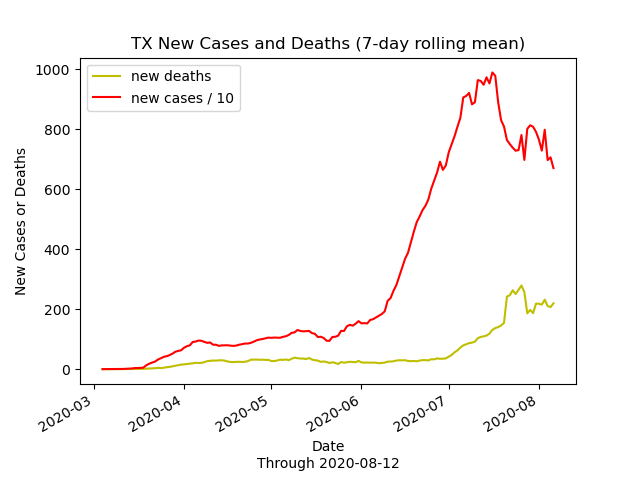 TX New Cases and Deaths (7-day rolling mean)
new deaths
new cases / 10
New Cases or Deaths
1000
800
600
400
200
0
2020-03
2020-04
2020-05
2020-06
2020-07
2020-08
Date
Through 2020-08-12